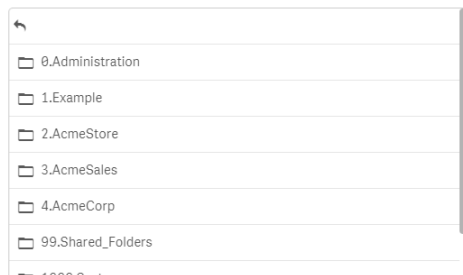 0.Administration
1.Example
2.AcmeStore
3.AcmeSales
4.AcmeCorp
99.Shared_Folders